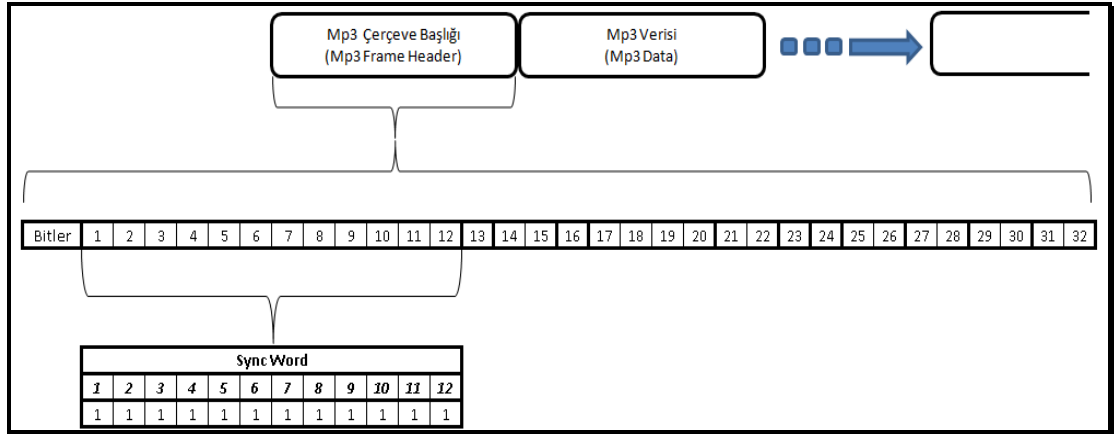 Mp3 Çerçeve Başlığı
(Mp3 Frame Header)
Mp3 Verisi
(Mp3 Data)
Bitler 1 2 3 4 5 6 7 8 9 10 11 12 13 14 15 16 17 18 19 20 21 22 23 24 25 26 27 28 29 30 31 32
Sync Word
1 2 3 4 5 6 7 8 9 10 11 12
1 1 1 1 1 1 1 1 1 1 1 1